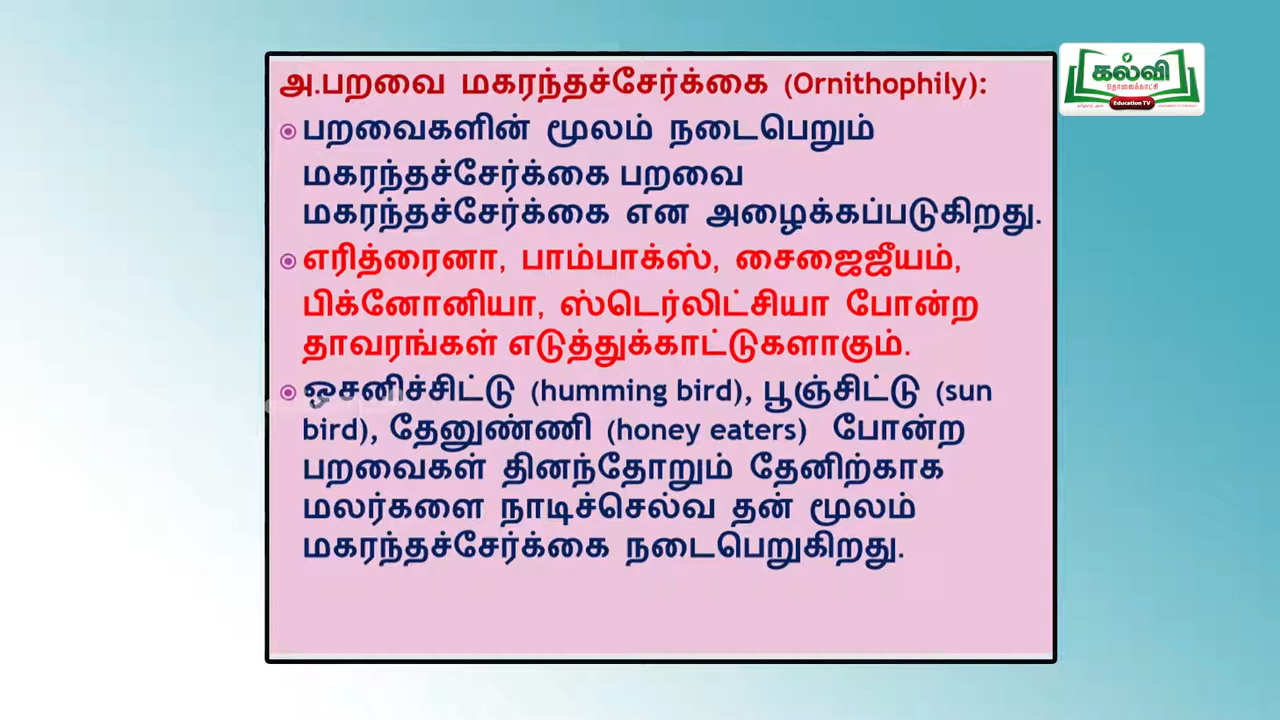 அ.பறவை மகரந்தச்சேர்க்கை (Ornithophily):
பறவைகளின் மூலம் நடைபெறும்
மகரந்தச்சேர்க்கை பறவை
மகரந்தச்சேர்க்கை என அழைக்கப்படுகிறது.
எரித்ரைனா, பாம்பாக்ஸ், சைஜைஜீயம்,
பிக்னோனியா, ஸ்டெர்லிட்சியா போன்ற
தாவரங்கள் எடுத்துக்காட்டுகளாகும்.
ஓசனிச்சிட்டு (humming bird), பூஞ்சிட்டு (sun
bird), தேனுண்ணி (honey eaters) போன்ற
பறவைகள் தினந்தோறும் தேனிற்காக
மலர்களை நாடிச்செல்வ தன் மூலம்
மகரந்தச்சேர்க்கை நடைபெறுகிறது.
கல்வி
தொலைக்காட்சி
Education TV